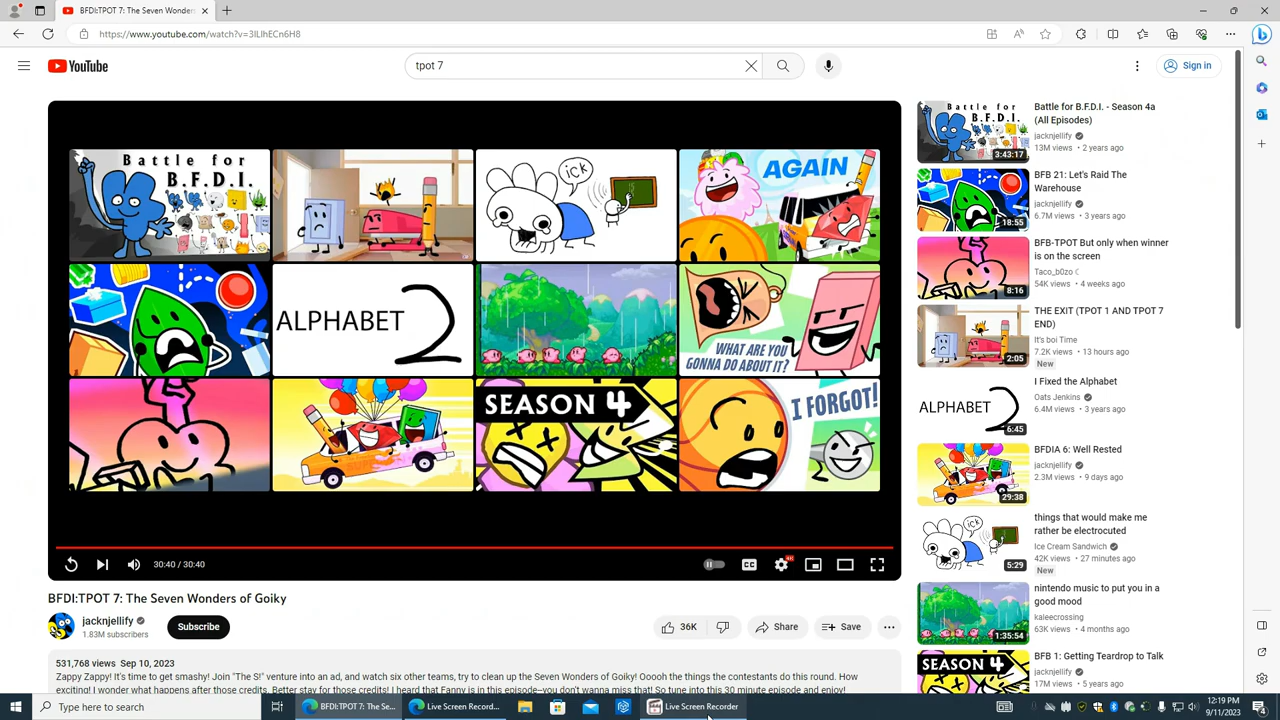 BFDI:TPOT 7: The Seven Wonders
https://www.youtube.com/watch?v=3ILIhECn6H8
YouTube
tpot 7
Sign in
Battle for
B.F.D.I.
ICK
AGAIN
ALPHABET 2
WHAT ARE YOU
GONNA DO ABOUT IT?
SEASON 4
I FORGOT!
30:40 / 30:40
CC
BFDI:TPOT 7: The Seven Wonders of Goiky
jacknjellify
1.83M subscribers
Subscribe
36K
Share
Save
531,768 views Sep 10, 2023
Zappy Zappy! It's time to get smashy! Join "The S!" venture into an ad, and watch six other teams, try to clean up the Seven Wonders of Goiky! Ooooh the things the contestants do this round. How
exciting! I wonder what happens after those credits. Better stay for those credits! I heard that Fanny is in this episode--you don't wanna miss that! So tune into this 30 minute episode and enjoy!
Battle for
B.F.D.I.
3:43:17
Battle for B.F.D.I. - Season 4a
(All Episodes)
jacknjellify
13M views • 2 years ago
18:55
BFB 21: Let's Raid The
Warehouse
jacknjellify
6.7M views • 3 years ago
8:16
BFB-TPOT But only when winner
is on the screen
Taco_b0zo ☾
54K views • 4 weeks ago
2:05
THE EXIT (TPOT 1 AND TPOT 7
END)
It's boi Time
7.2K views • 13 hours ago
New
ALPHABET 2
6:45
I Fixed the Alphabet
Oats Jenkins
6.4M views • 3 years ago
29:38
BFDIA 6: Well Rested
jacknjellify
2.3M views • 9 days ago
ICK
5:29
things that would make me
rather be electrocuted
Ice Cream Sandwich
42K views • 27 minutes ago
New
1:35:54
nintendo music to put you in a
good mood
kaleecrossing
63K views • 4 months ago
SEASON 4
BFB 1: Getting Teardrop to Talk
jacknjellify
17M views • 5 years ago
Type here to search
BFDI:TPOT 7: The Se...
Live Screen Record...
Live Screen Recorder
12:19 PM
9/11/2023